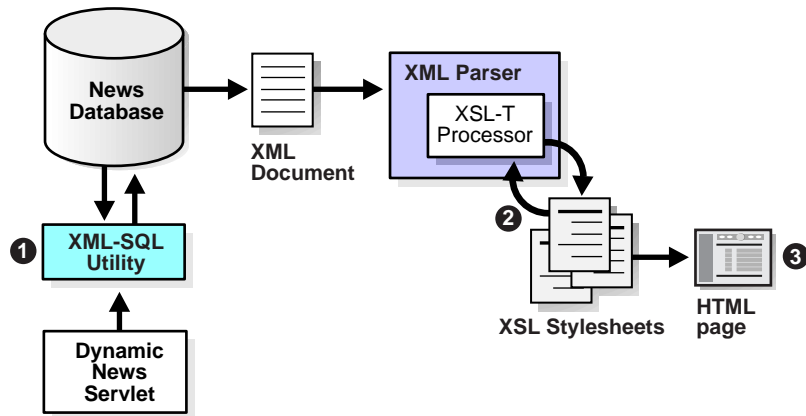 News
Database
XML
Document
XML Parser
XSL-T
Processor
1
XML-SQL
Utility
Dynamic
News
Servlet
2
XSL Stylesheets
3
HTML
page